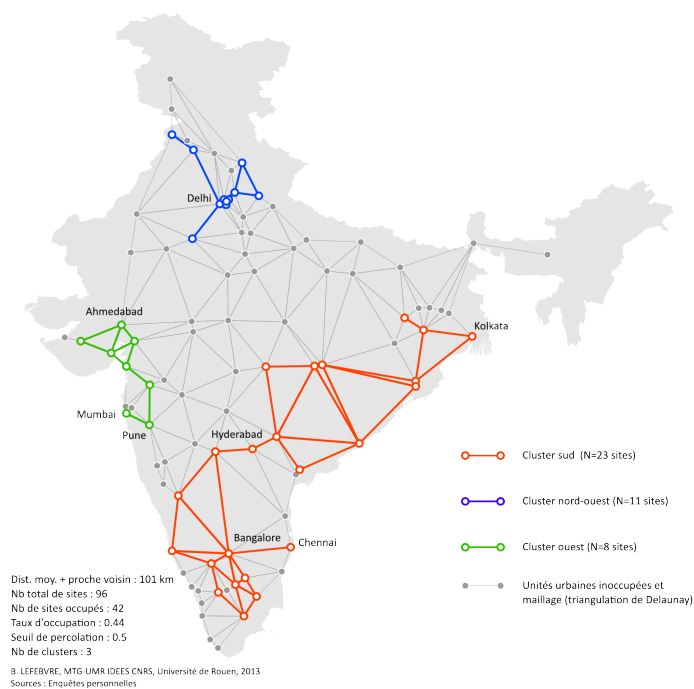 Delhi
Ahmedabad
Kolkata
Mumbai
Pune
Hyderabad
Cluster sud (N=23 sites)
Cluster nord-ouest (N=11 sites)
Bangalore
Chennai
Cluster ouest (N=8 sites)
Unités urbaines inoccupées et
maillage (triangulation de Delaunay)
Dist. moy. + proche voisin : 101 km
Nb total de sites : 96
Nb de sites occupés : 42
Taux d'occupation : 0.44
Seuil de percolation : 0.5
Nb de clusters : 3
B. LEFEBVRE, MTG-UMR IDEES CNRS, Université de Rouen, 2013
Sources : Enquêtes personnelles